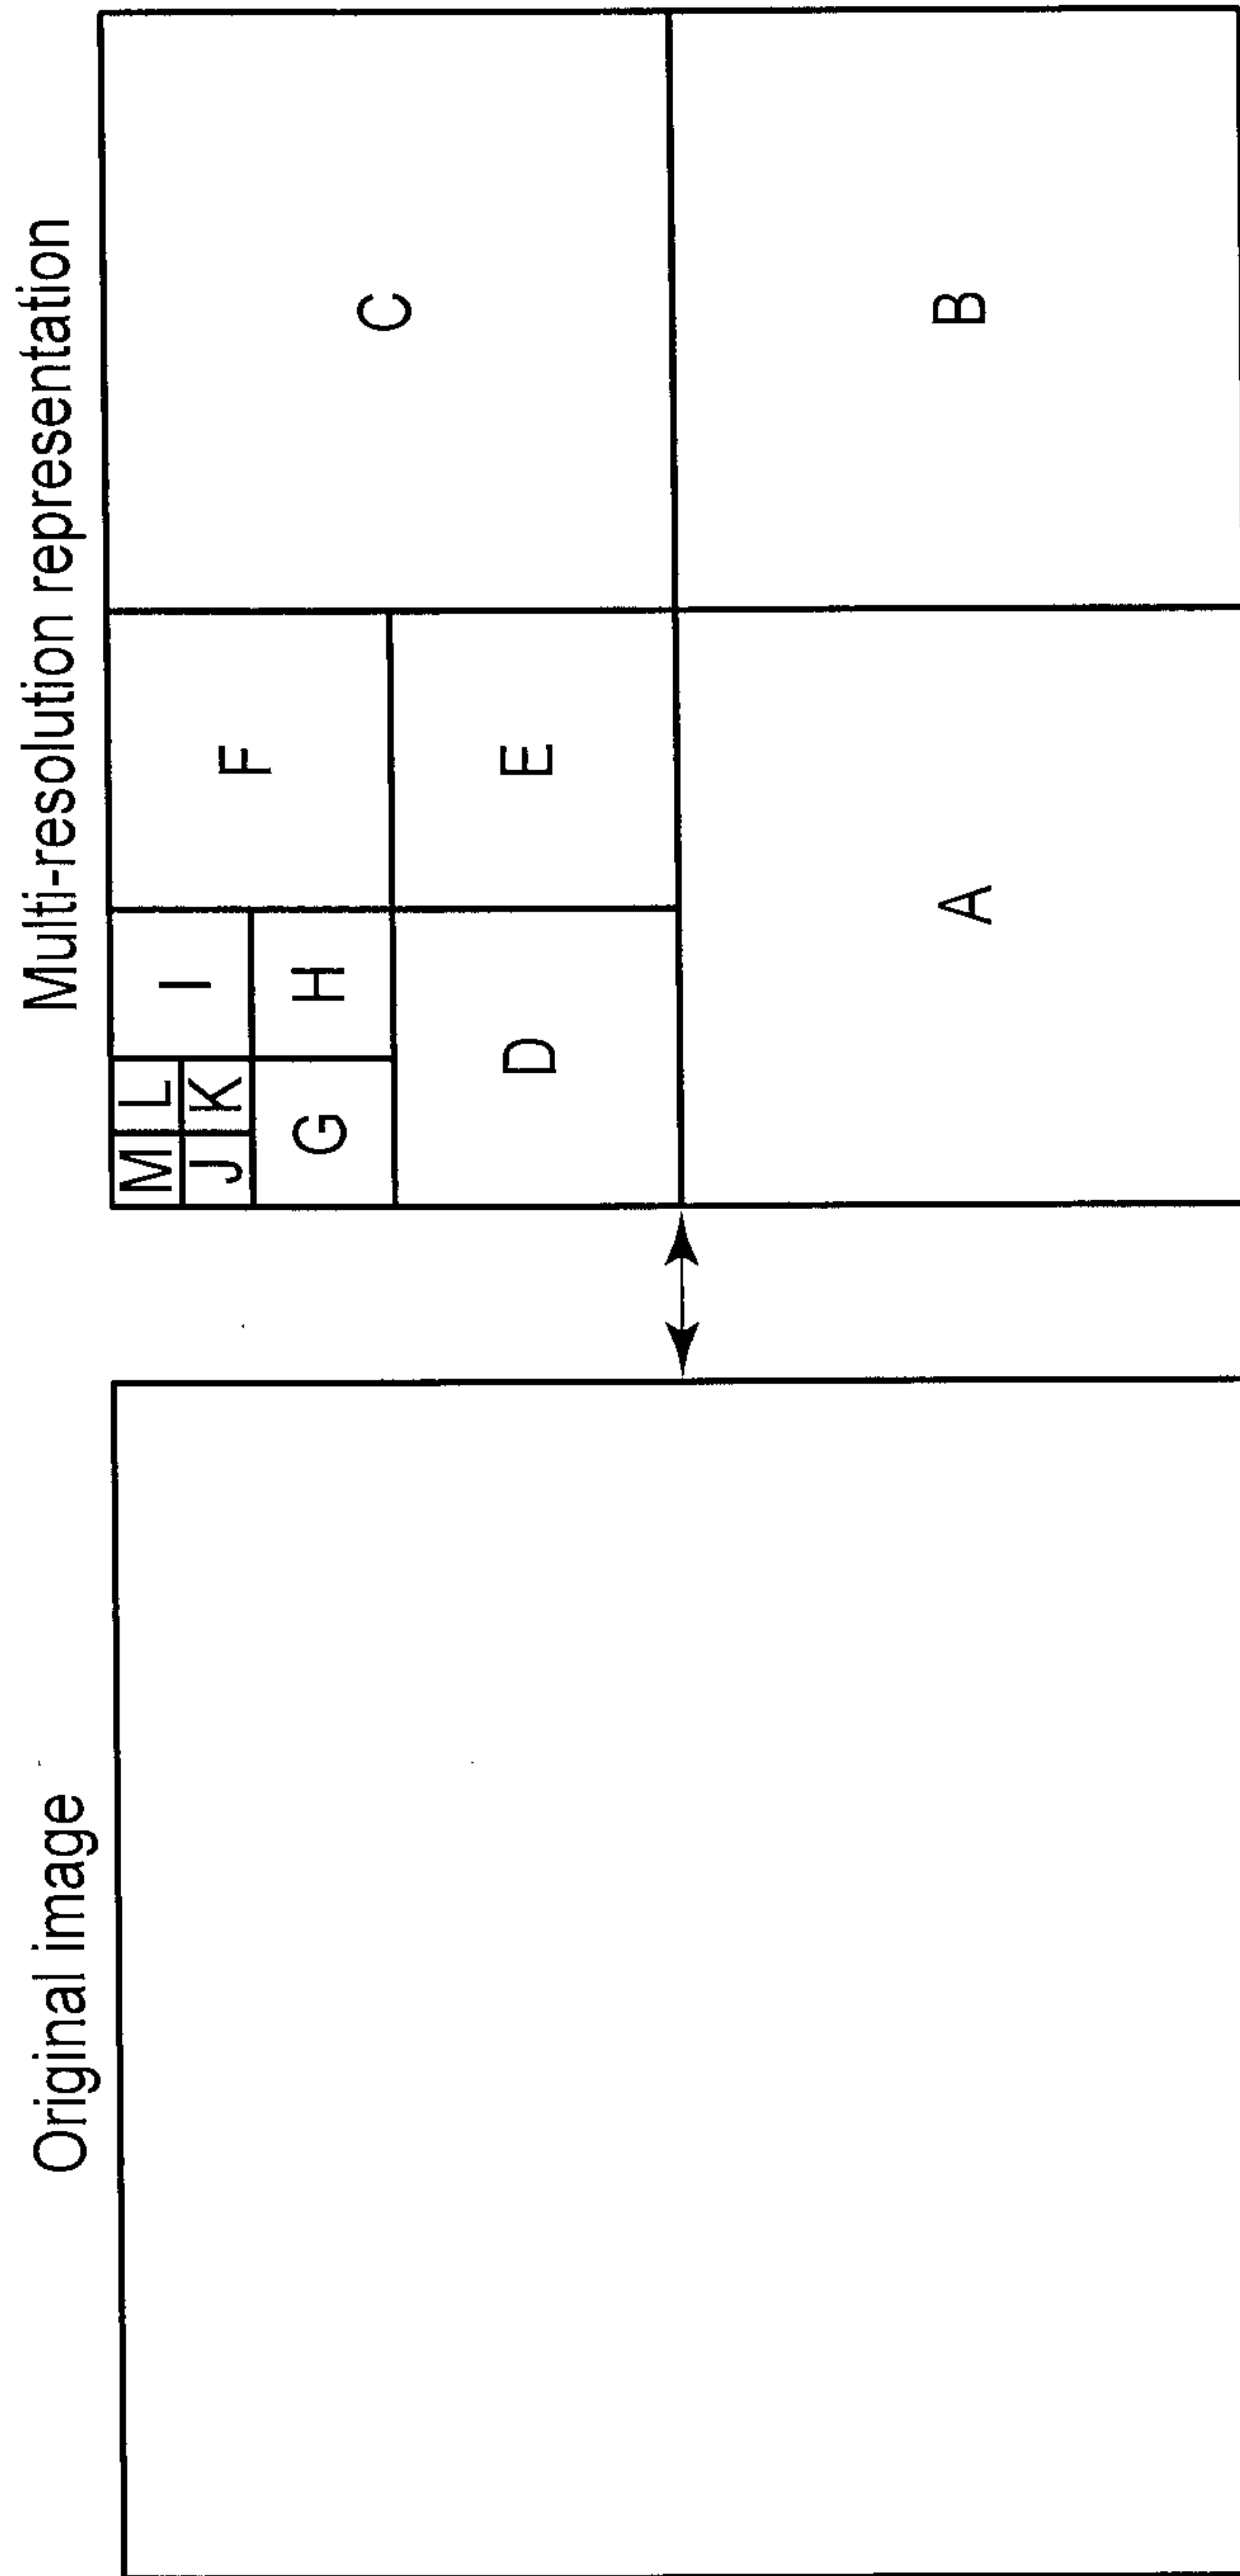 Original image
Multi-resolution representation
M L
I
J K
F
G H
C
D E
A B